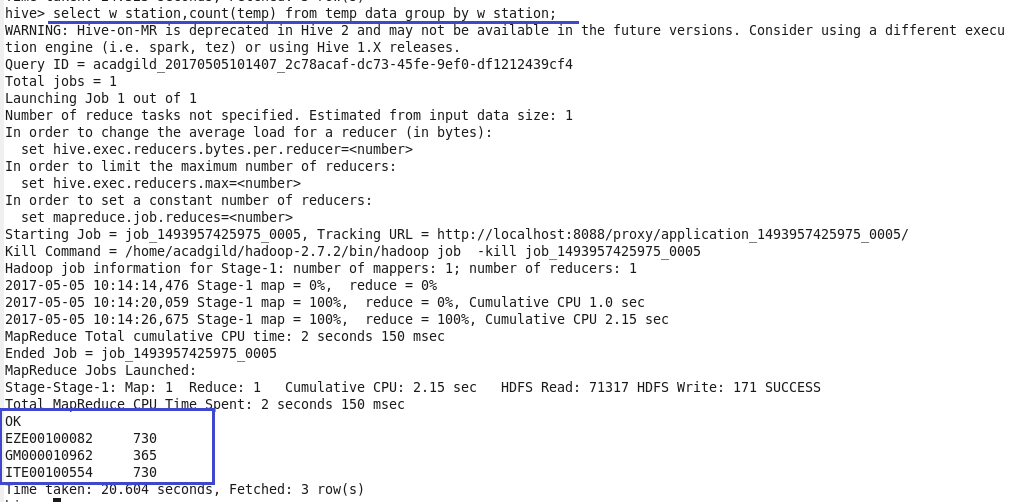 hive> select w station,count(temp) from temp data group by w station;
WARNING: Hive-on-MR is deprecated in Hive 2 and may not be available in the future versions. Consider using a different execu
tion engine (i.e. spark, tez) or using Hive 1.X releases.
Query ID = acadgild_20170505101407_2c78acaf-dc73-45fe-9ef0-df1212439cf4
Total jobs = 1
Launching Job 1 out of 1
Number of reduce tasks not specified. Estimated from input data size: 1
In order to change the average load for a reducer (in bytes):
  set hive.exec.reducers.bytes.per.reducer=<number>
In order to limit the maximum number of reducers:
  set hive.exec.reducers.max=<number>
In order to set a constant number of reducers:
  set mapreduce.job.reduces=<number>
Starting Job = job_1493957425975_0005, Tracking URL = http://localhost:8088/proxy/application_1493957425975_0005/
Kill Command = /home/acadgild/hadoop-2.7.2/bin/hadoop job  -kill job_1493957425975_0005
Hadoop job information for Stage-1: number of mappers: 1; number of reducers: 1
2017-05-05 10:14:14,476 Stage-1 map = 0%,  reduce = 0%
2017-05-05 10:14:20,059 Stage-1 map = 100%,  reduce = 0%, Cumulative CPU 1.0 sec
2017-05-05 10:14:26,675 Stage-1 map = 100%,  reduce = 100%, Cumulative CPU 2.15 sec
MapReduce Total cumulative CPU time: 2 seconds 150 msec
Ended Job = job_1493957425975_0005
MapReduce Jobs Launched:
Stage-Stage-1: Map: 1  Reduce: 1   Cumulative CPU: 2.15 sec   HDFS Read: 71317 HDFS Write: 171 SUCCESS
Total MapReduce CPU Time Spent: 2 seconds 150 msec
OK
EZE00100082     730
GM000010962     365
ITE00100554     730
Time taken: 20.604 seconds, Fetched: 3 row(s)